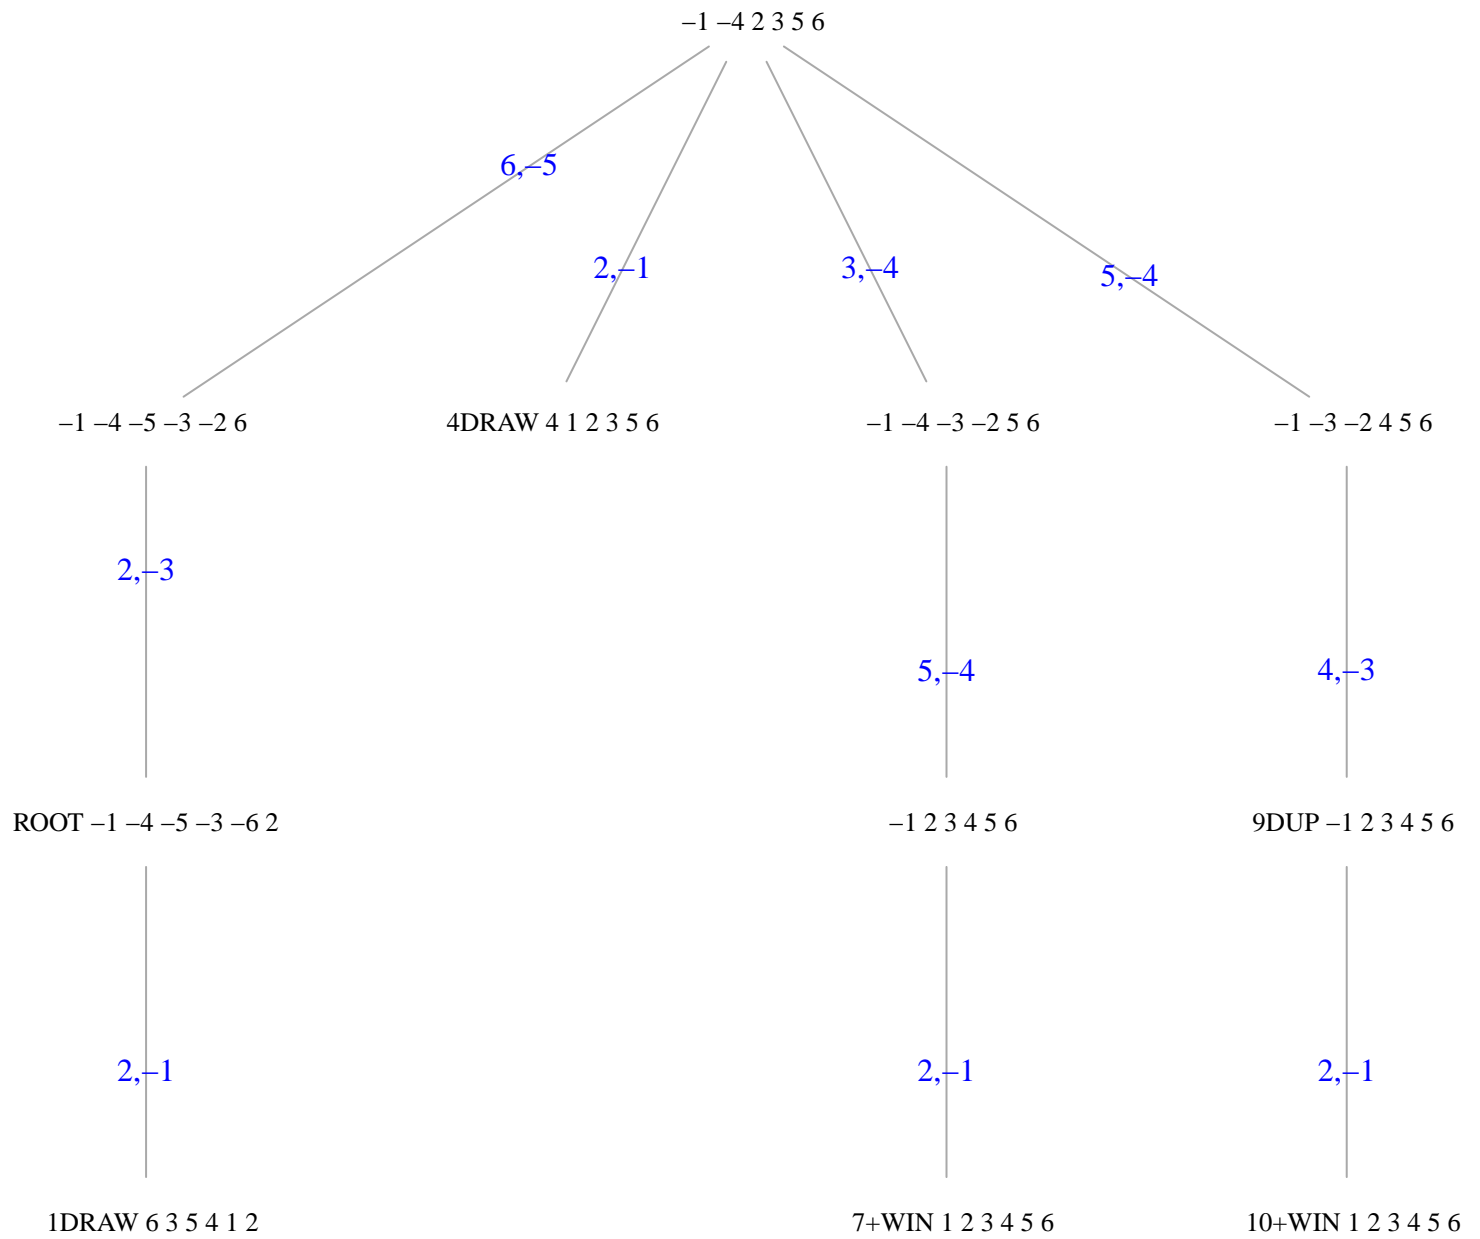 –1 –4 2 3 5 6
6,–5
2,–1
3,–4
5,–4
–1 –4 –5 –3 –2 6
4DRAW 4 1 2 3 5 6
–1 –4 –3 –2 5 6
–1 –3 –2 4 5 6
2,–3
5,–4
4,–3
ROOT –1 –4 –5 –3 –6 2
–1 2 3 4 5 6
9DUP –1 2 3 4 5 6
2,–1
2,–1
2,–1
1DRAW 6 3 5 4 1 2
7+WIN 1 2 3 4 5 6
10+WIN 1 2 3 4 5 6